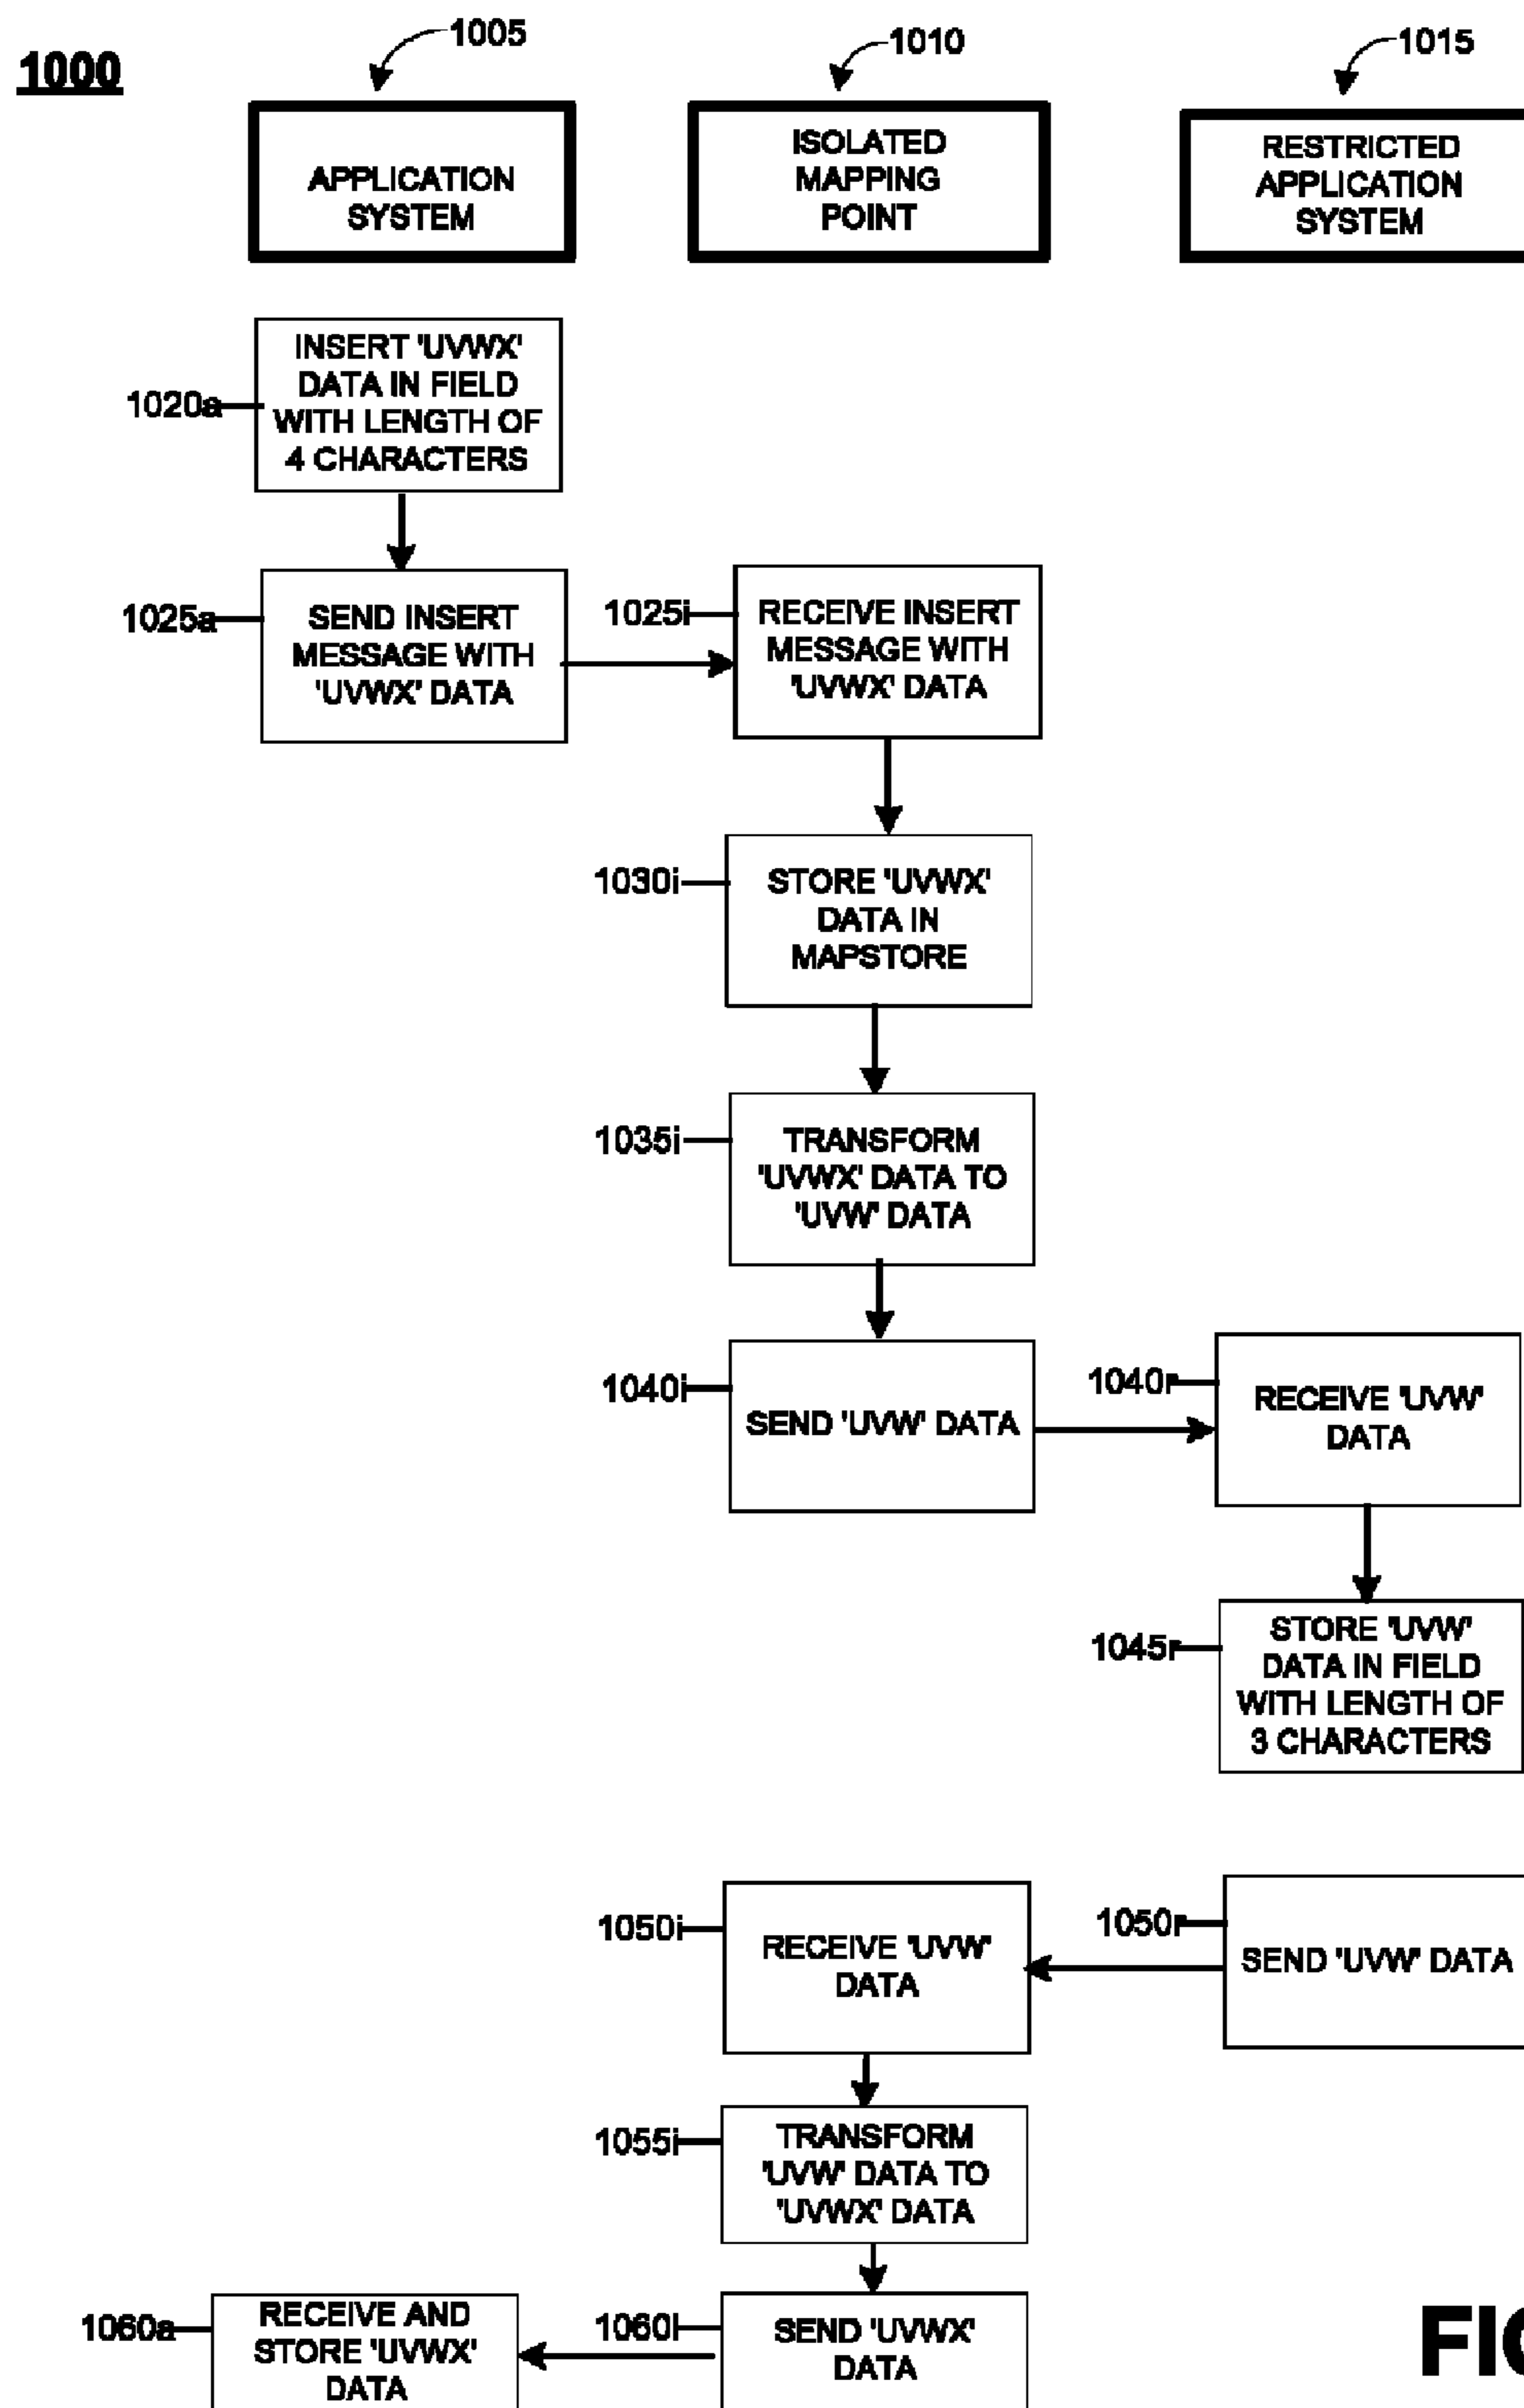 1000
1005
1010
1015
APPLICATION
SYSTEM
ISOLATED
MAPPING
POINT
RESTRICTED
APPLICATION
SYSTEM
1020a
INSERT 'UVWX'
DATA IN FIELD
WITH LENGTH OF
4 CHARACTERS
1025a
SEND INSERT
MESSAGE WITH
'UVWX' DATA
1025i
RECEIVE INSERT
MESSAGE WITH
'UVWX' DATA
1030i
STORE 'UVWX'
DATA IN
MAPSTORE
1035i
TRANSFORM
'UVWX' DATA TO
'UVW' DATA
1040i
SEND 'UVW' DATA
1040r
RECEIVE 'UVW'
DATA
1045r
STORE 'UVW'
DATA IN FIELD
WITH LENGTH OF
3 CHARACTERS
1050i
RECEIVE 'UVW'
DATA
1050r
SEND 'UVW' DATA
1055i
TRANSFORM
'UVW' DATA TO
'UVWX' DATA
1060a
RECEIVE AND
STORE 'UVWX'
DATA
1060i
SEND 'UVWX'
DATA